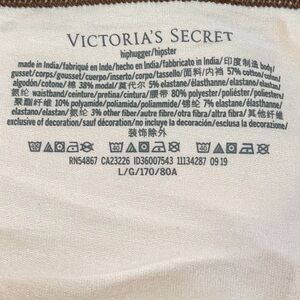 VICTORIA'S SECRET
hiphugger/hipster
made in India/fabriqué en Inde/hecho en India/fabbricato in India/印度制造 body/
gusset/corps/gousset/cuerpo/inserto/corpo/tassello/面料/内裆 57% cotton/coton/
algodón/cotone/棉 38% modal/莫代尔 5% elastane/élasthanne/elastano/elastan/
氨纶 waistband/ceinture/pretina/cintura/腰带 80% polyester/poliéster/poliestere/
聚酯纤维 10% polyamide/poliamida/poliammide/锦纶 7% elastane/élasthanne/
elastano/elastan/氨纶 3% other fiber/autre fibre/otra fibra/altra fibra/其他纤维
exclusive of decoration/sauf décoration/no incluye la decoración/esclusa la decorazione/
装饰除外
RN54867 CA23226 ID36007543 11134287 09 19
L/G/170/80A